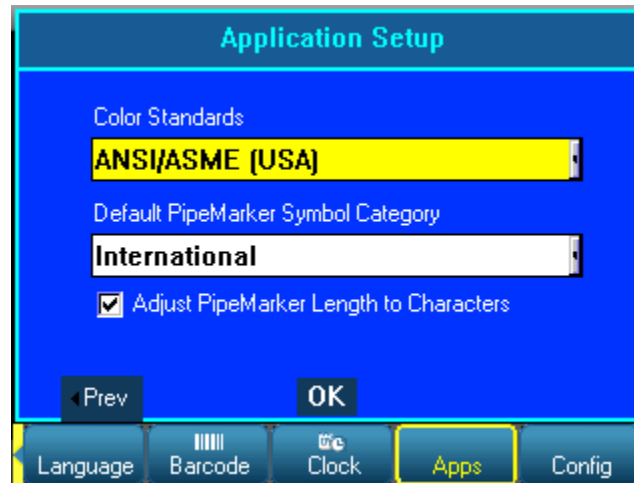 Application Setup
Color Standards
ANSI/ASME (USA)
Default PipeMarker Symbol Category
International
Adjust PipeMarker Length to Characters
Prev OK
Language Barcode Clock Apps Config